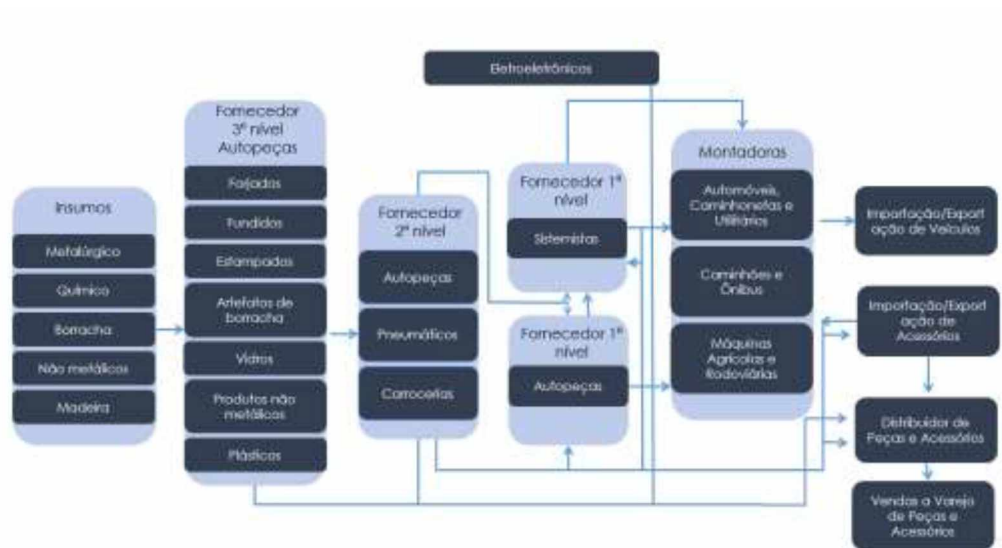 Eletroeletrônicos
Insumos
Metalúrgico
Químico
Borracha
Não metálicos
Madeira
Fornecedor
3º nível
Autopeças
Forjados
Fundidos
Estampados
Artefatos de
borracha
Vidros
Produtos não
metálicos
Plásticos
Fornecedor
2º nível
Autopeças
Pneumáticos
Carrocerias
Fornecedor 1º
nível
Sistemistas
Fornecedor 1º
nível
Autopeças
Montadoras
Automóveis,
Caminhonetas e
Utilitários
Caminhões e
Ônibus
Máquinas
Agrícolas e
Rodoviárias
Importação/Export
ação de Veículos
Importação/Export
ação de
Acessórios
Distribuidor de
Peças e Acessórios
Vendas a Varejo
de Peças e
Acessórios